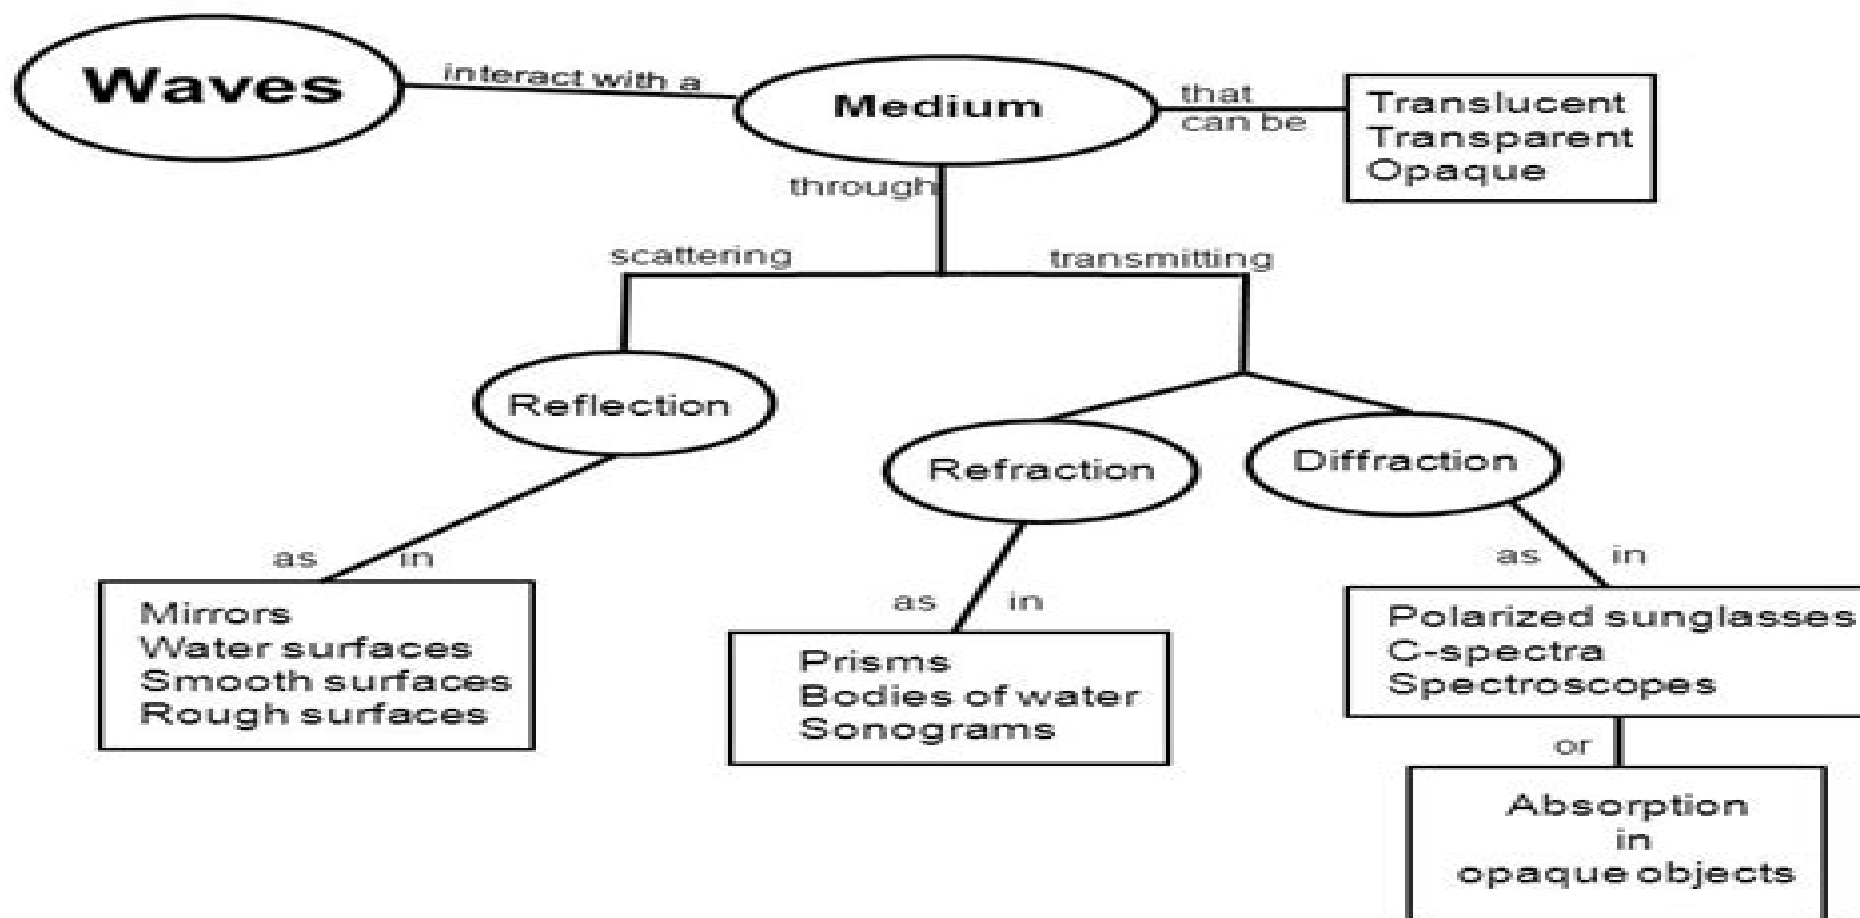 Waves
interact with a
Medium
that
can be
Translucent
Transparent
Opaque
through
scattering
transmitting
Reflection
Refraction
Diffraction
as in
Mirrors
Water surfaces
Smooth surfaces
Rough surfaces
as in
Prisms
Bodies of water
Sonograms
as in
Polarized sunglasses
C-spectra
Spectroscopes
or
Absorption
in
opaque objects